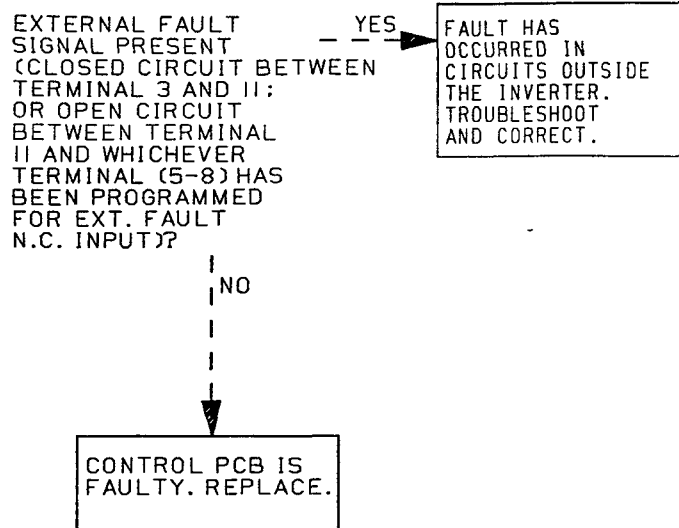 EXTERNAL FAULT
SIGNAL PRESENT
(CLOSED CIRCUIT BETWEEN
TERMINAL 3 AND 11;
OR OPEN CIRCUIT
BETWEEN TERMINAL
11 AND WHICHEVER
TERMINAL (5-8) HAS
BEEN PROGRAMMED
FOR EXT. FAULT
N.C. INPUT)?
YES
FAULT HAS
OCCURRED IN
CIRCUITS OUTSIDE
THE INVERTER.
TROUBLESHOOT
AND CORRECT.
NO
CONTROL PCB IS
FAULTY. REPLACE.